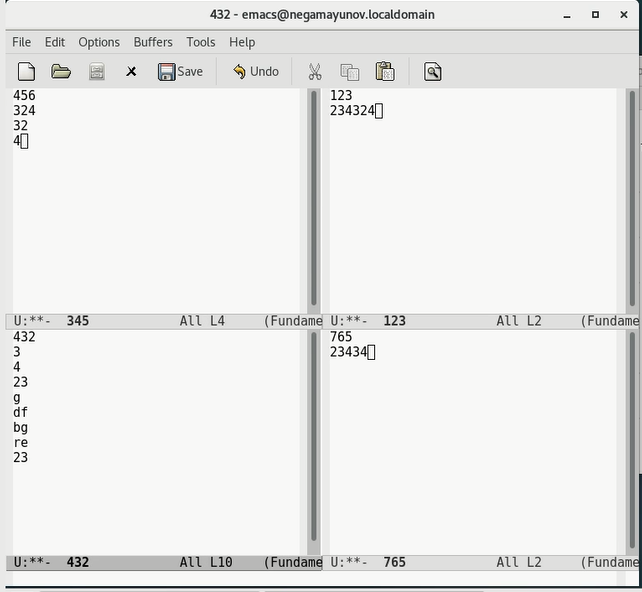 432 - emacs@negamayunov.localdomain
File Edit Options Buffers Tools Help
Save Undo
456
324
32
4
U:**-  345            All L4     (Fundame
123
234324
U:**-  123            All L2     (Fundame
432
3
4
23
g
df
bg
re
23
U:**-  432            All L10    (Fundame
765
23434
U:**-  765            All L2     (Fundame